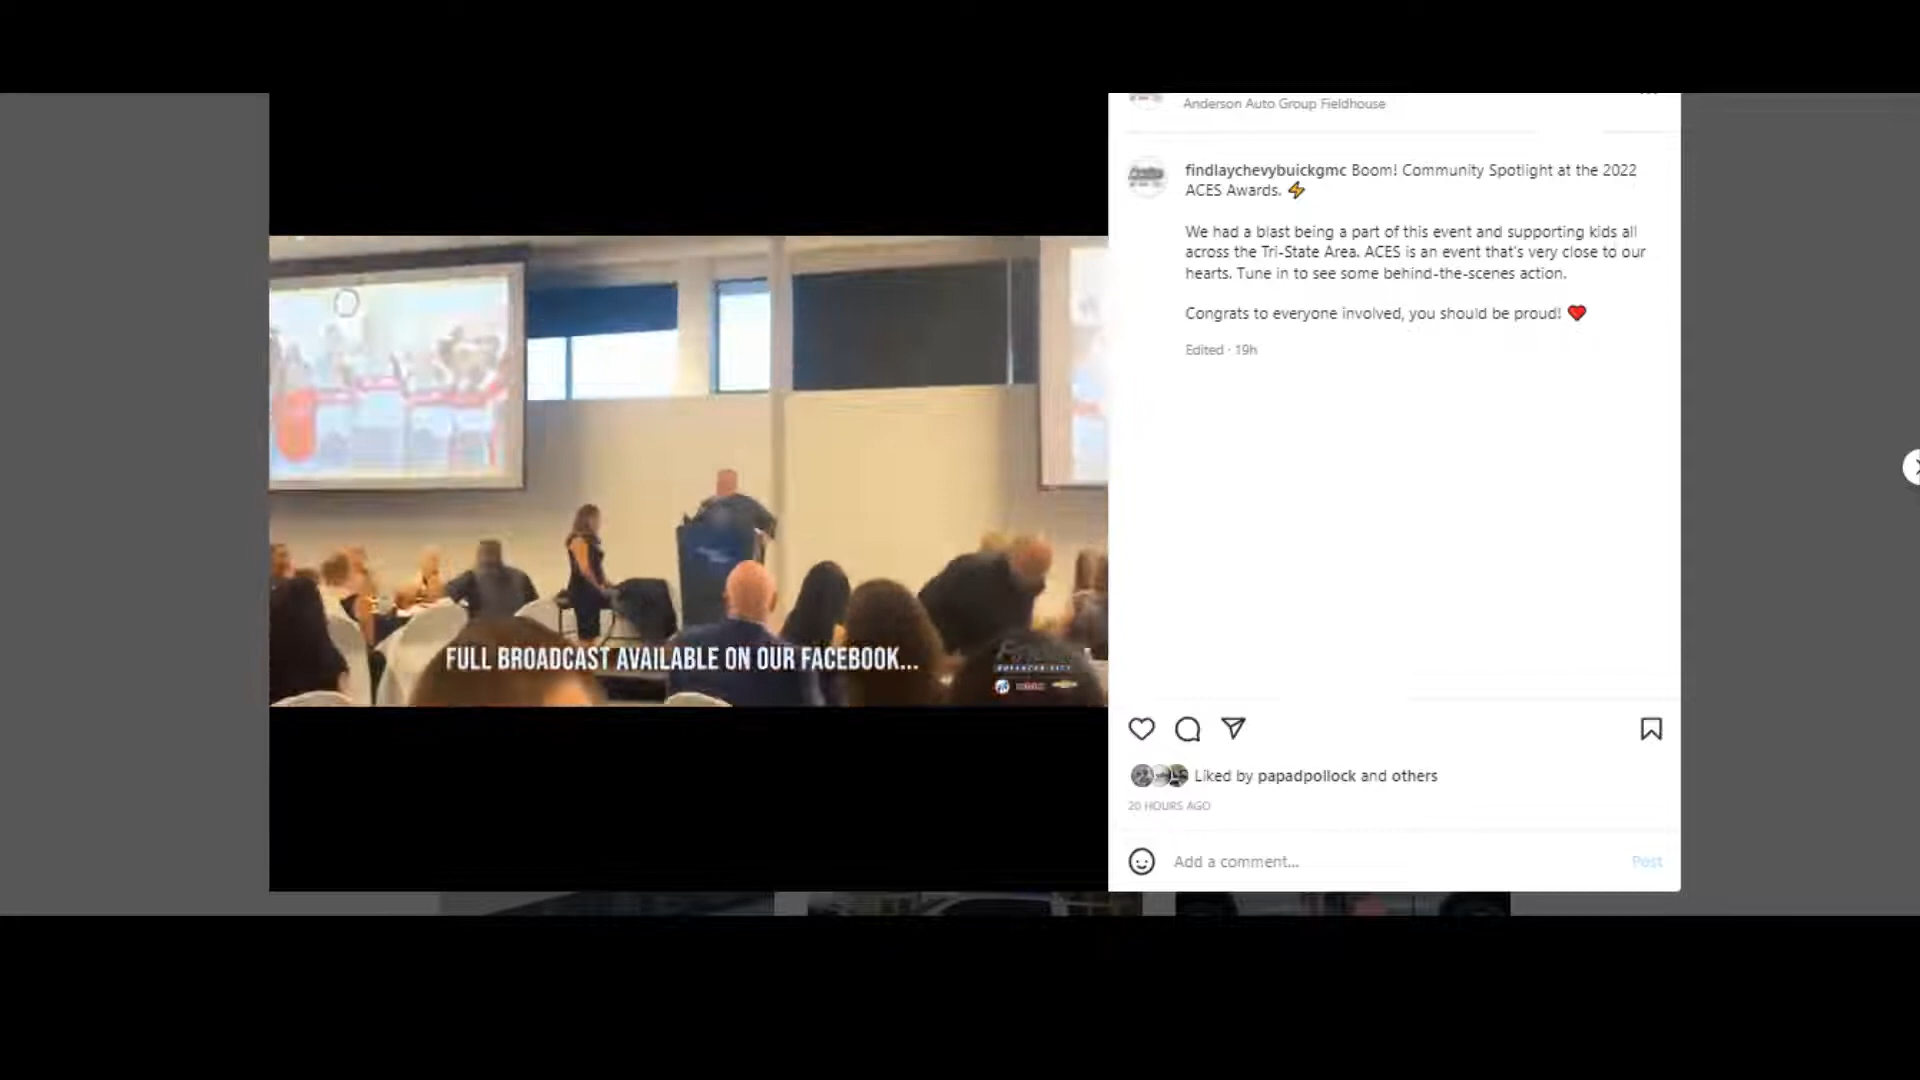 Anderson Auto Group Fieldhouse
findlaychevybuickgmc Boom! Community Spotlight at the 2022
ACES Awards. ⚡
We had a blast being a part of this event and supporting kids all
across the Tri-State Area. ACES is an event that's very close to our
hearts. Tune in to see some behind-the-scenes action.
Congrats to everyone involved, you should be proud! ❤️
Edited · 19h
FULL BROADCAST AVAILABLE ON OUR FACEBOOK...
Liked by papadpollock and others
20 HOURS AGO
Add a comment...
Post